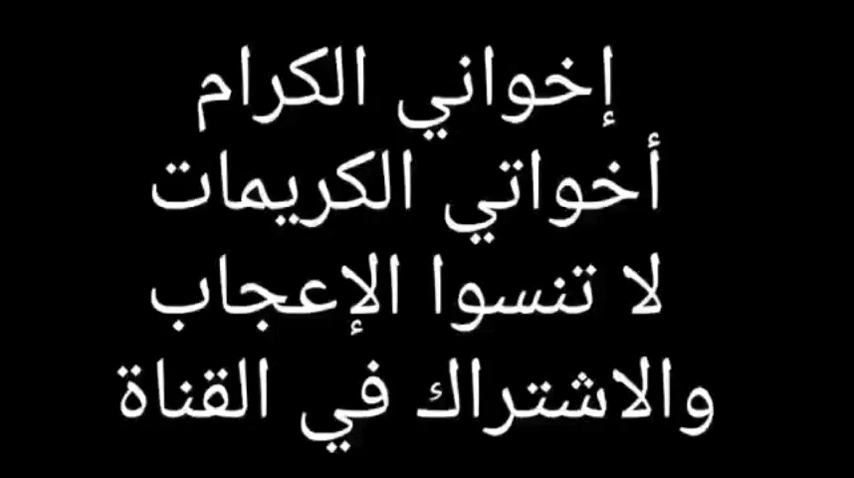 إخواني الكرام
أخواتي الكريمات
لا تنسوا الإعجاب
والاشتراك في القناة